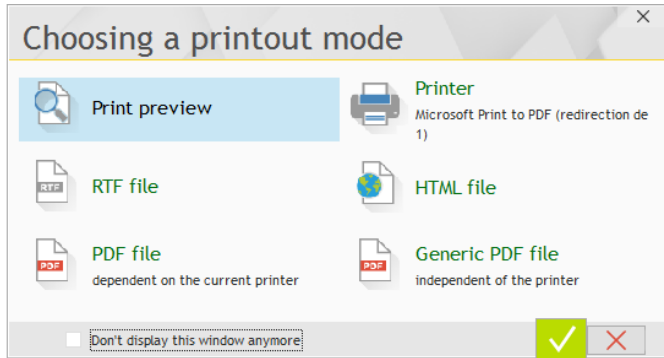 Choosing a printout mode
Print preview
Printer
Microsoft Print to PDF (redirection de
1)
RTF
RTF file
HTML file
PDF
PDF file
dependent on the current printer
PDF
Generic PDF file
independent of the printer
Don't display this window anymore